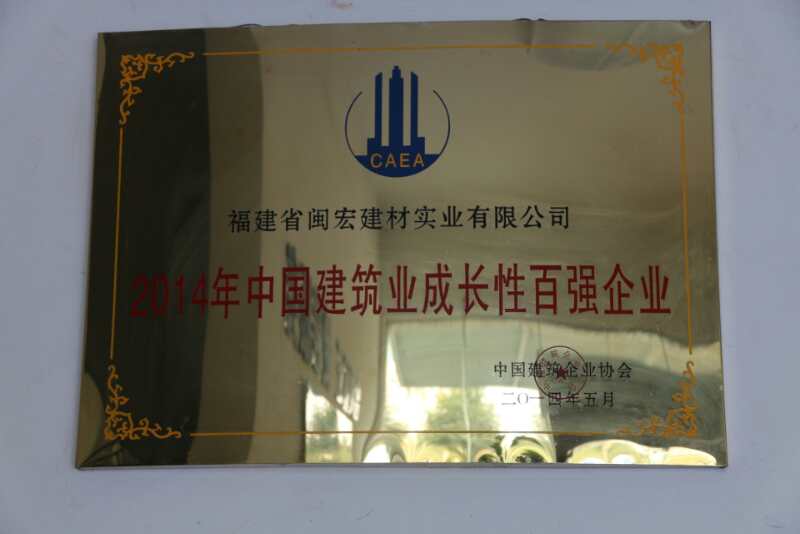 CAEA
福建省闽宏建材实业有限公司
2014年中国建筑业成长性百强企业
中国建筑企业协会
二〇一四年五月